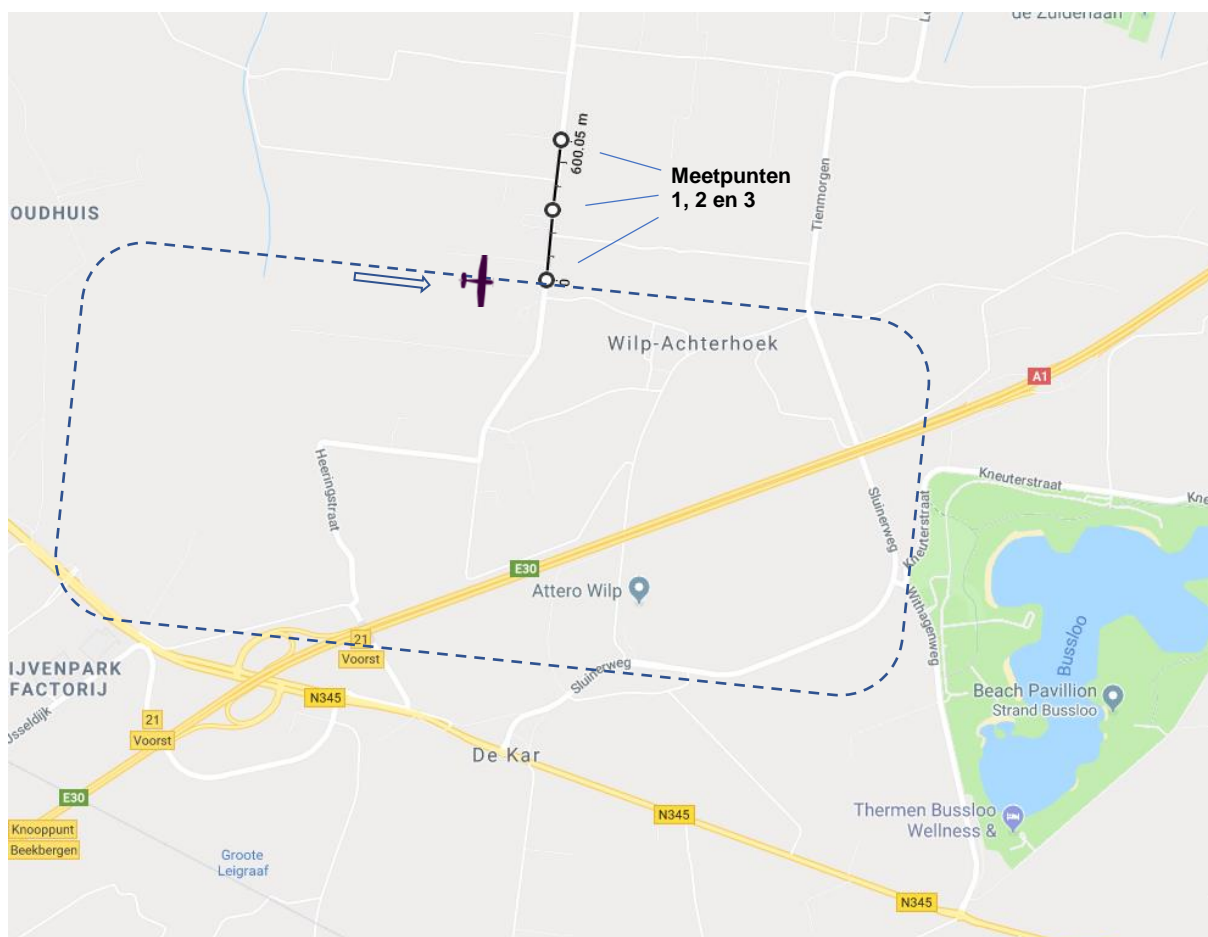 de Zuiderlaan
600.05 m
Meetpunten
1, 2 en 3
Tienmorgen
OUDHUIS
0
Wilp-Achterhoek
A1
Heeringstraat
Kneuterstraat
Sluinerweg
Kneuterstraat
E30
Attero Wilp
Withagenweg
Bussloo
21
Voorst
IJVENPARK
FACTORIJ
Sluinerweg
N345
Beach Pavillion
Strand Bussloo
21
Voorst
De Kar
E30
N345
Thermen Bussloo
Wellness &
Knooppunt
Beekbergen
Groote
Leigraaf
N345